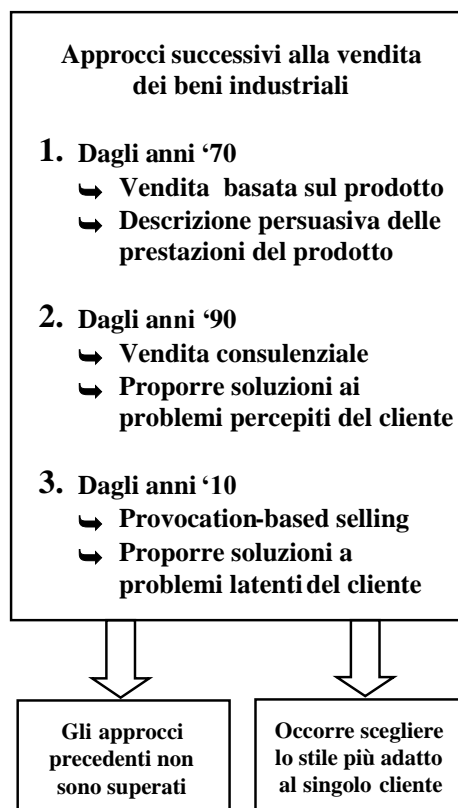 Approcci successivi alla vendita
dei beni industriali
1. Dagli anni ‘70
➥ Vendita basata sul prodotto
➥ Descrizione persuasiva delle
prestazioni del prodotto
2. Dagli anni ‘90
➥ Vendita consulenziale
➥ Proporre soluzioni ai
problemi percepiti del cliente
3. Dagli anni ‘10
➥ Provocation-based selling
➥ Proporre soluzioni a
problemi latenti del cliente
Gli approcci
precedenti non
sono superati
Occorre scegliere
lo stile più adatto
al singolo cliente